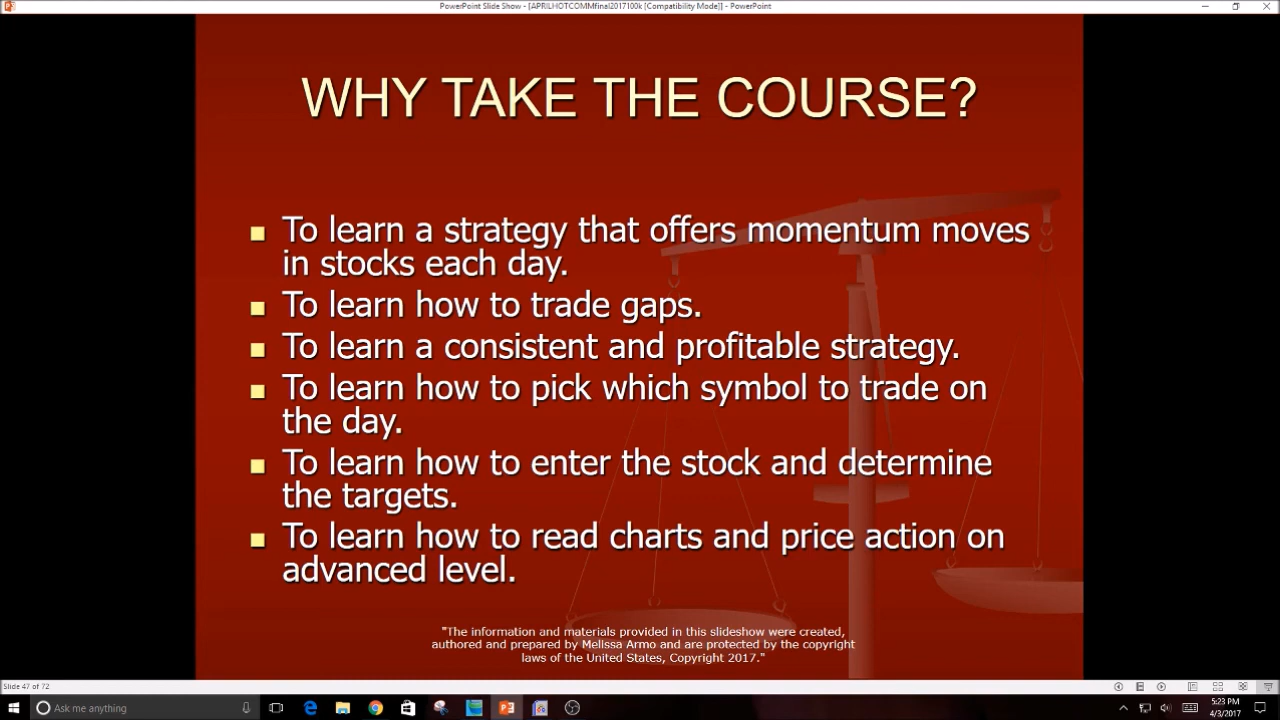 PowerPoint Slide Show - [APRILHOTCOMMfinal2017100k [Compatibility Mode]] - PowerPoint
WHY TAKE THE COURSE?
To learn a strategy that offers momentum moves
in stocks each day.
To learn how to trade gaps.
To learn a consistent and profitable strategy.
To learn how to pick which symbol to trade on
the day.
To learn how to enter the stock and determine
the targets.
To learn how to read charts and price action on
advanced level.
"The information and materials provided in this slideshow were created,
authored and prepared by Melissa Armo and are protected by the copyright
laws of the United States, Copyright 2017."
Slide 47 of 72
Ask me anything
5:23 PM
4/3/2017